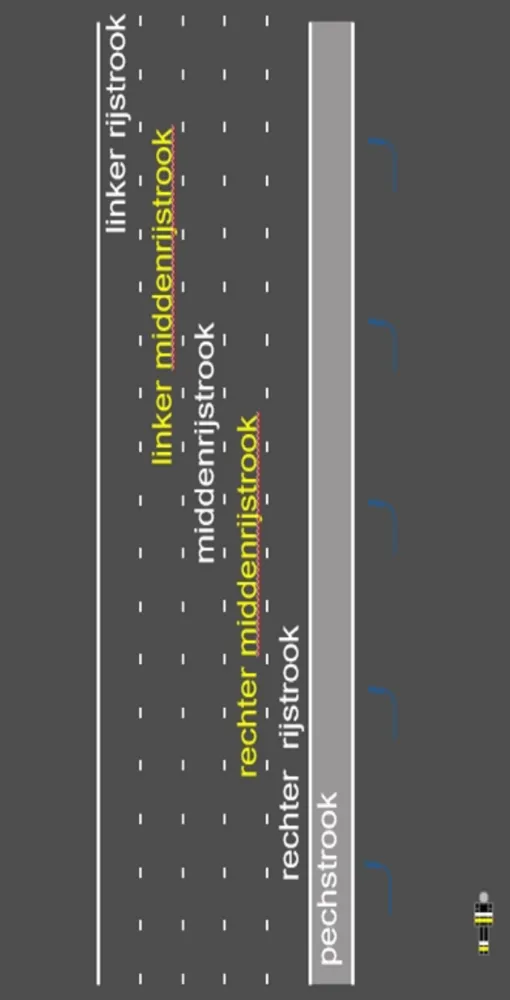 linker rijstrook
linker middenrijstrook
middenrijstrook
rechter middenrijstrook
rechter rijstrook
pechstrook